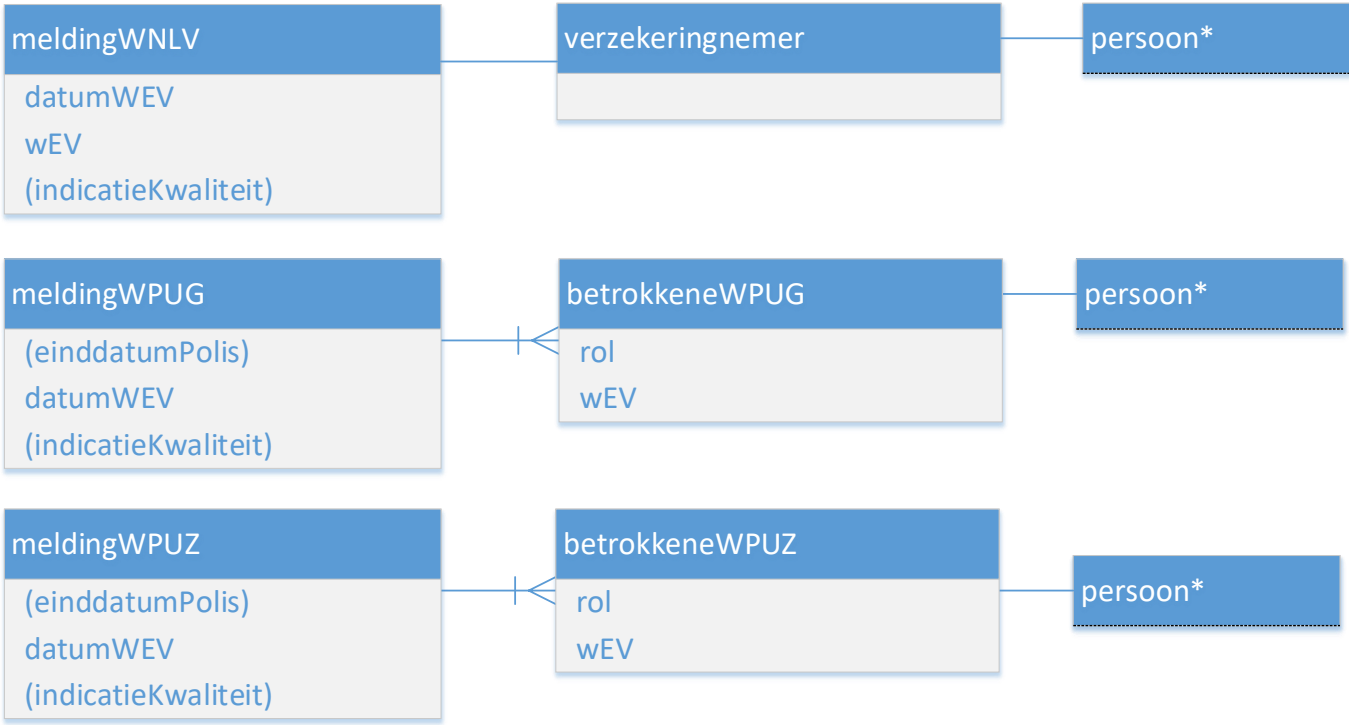 meldingWNLV
datumWEV
wEV
(indicatieKwaliteit)
verzekeringnemer
persoon*
meldingWPUG
(einddatumPolis)
datumWEV
(indicatieKwaliteit)
betrokkeneWPUG
rol
wEV
persoon*
meldingWPUZ
(einddatumPolis)
datumWEV
(indicatieKwaliteit)
betrokkeneWPUZ
rol
wEV
persoon*